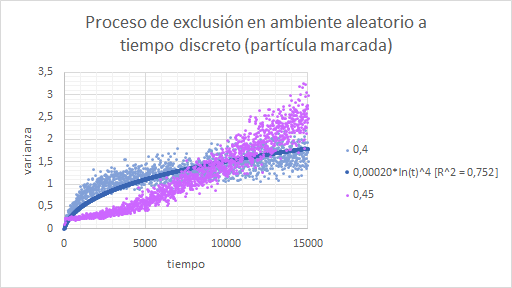 Proceso de exclusión en ambiente aleatorio a
tiempo discreto (partícula marcada)
3,5
3
2,5
2
1,5
1
0,5
0
varianza
0
5000
10000
15000
tiempo
0,4
0,00020*ln(t)^4 [R^2 = 0,752]
0,45